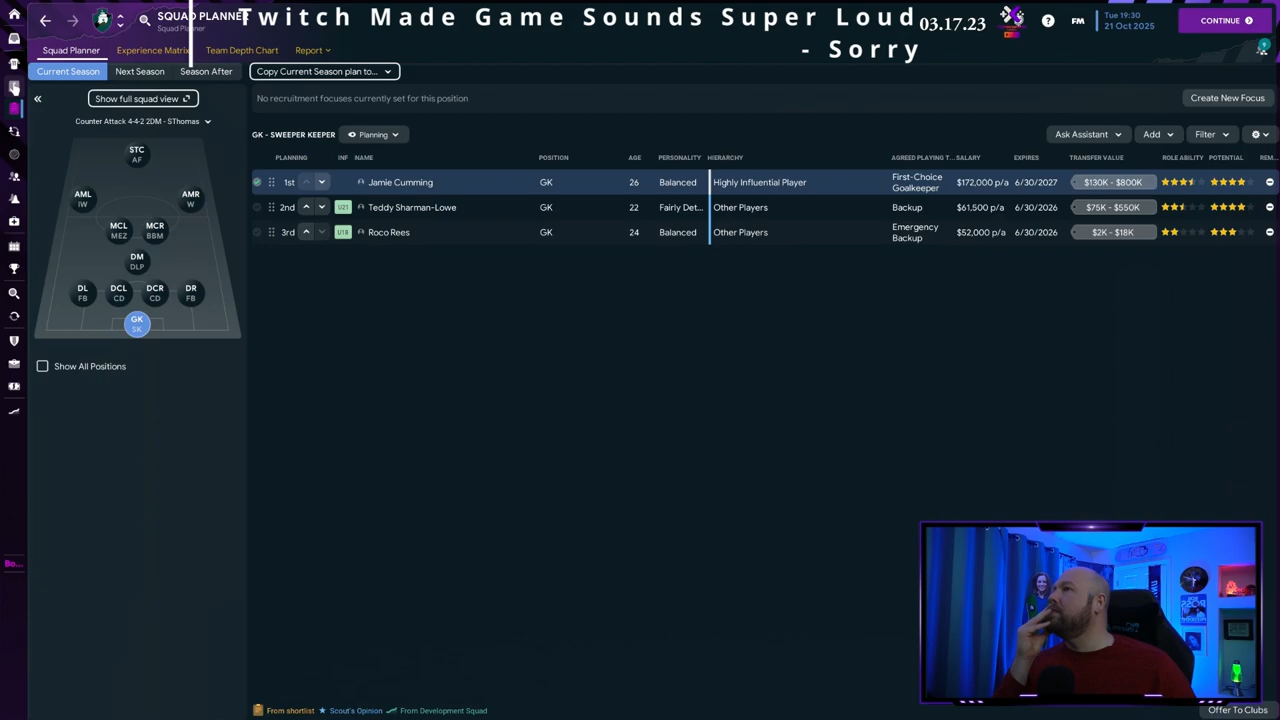 SQUAD PLANNER
Squad Planner
Twitch Made Game Sounds Super Loud
- Sorry
03.17.23
FM
Tue 19:30
21 Oct 2025
CONTINUE
Squad Planner
Experience Matrix
Team Depth Chart
Report
Current Season
Next Season
Season After
Copy Current Season plan to...
Show full squad view
No recruitment focuses currently set for this position
Create New Focus
Counter Attack 4-4-2 2DM - SThomas
GK - SWEEPER KEEPER
Planning
Ask Assistant
Add
Filter
PLANNING INF NAME POSITION AGE PERSONALITY HIERARCHY AGREED PLAYING T... SALARY EXPIRES TRANSFER VALUE ROLE ABILITY POTENTIAL REM...
1st Jamie Cumming GK 26 Balanced Highly Influential Player First-Choice Goalkeeper $172,000 p/a 6/30/2027 $130K - $800K
2nd U21 Teddy Sharman-Lowe GK 22 Fairly Det... Other Players Backup $61,500 p/a 6/30/2026 $75K - $550K
3rd U18 Roco Rees GK 24 Balanced Other Players Emergency Backup $52,000 p/a 6/30/2026 $2K - $18K
STC
AF
AML
IW
AMR
W
MCL
MEZ
MCR
BBM
DM
DLP
DL
FB
DCL
CD
DCR
CD
DR
FB
GK
SK
Show All Positions
Bo...
From shortlist
Scout's Opinion
From Development Squad
Offer To Clubs